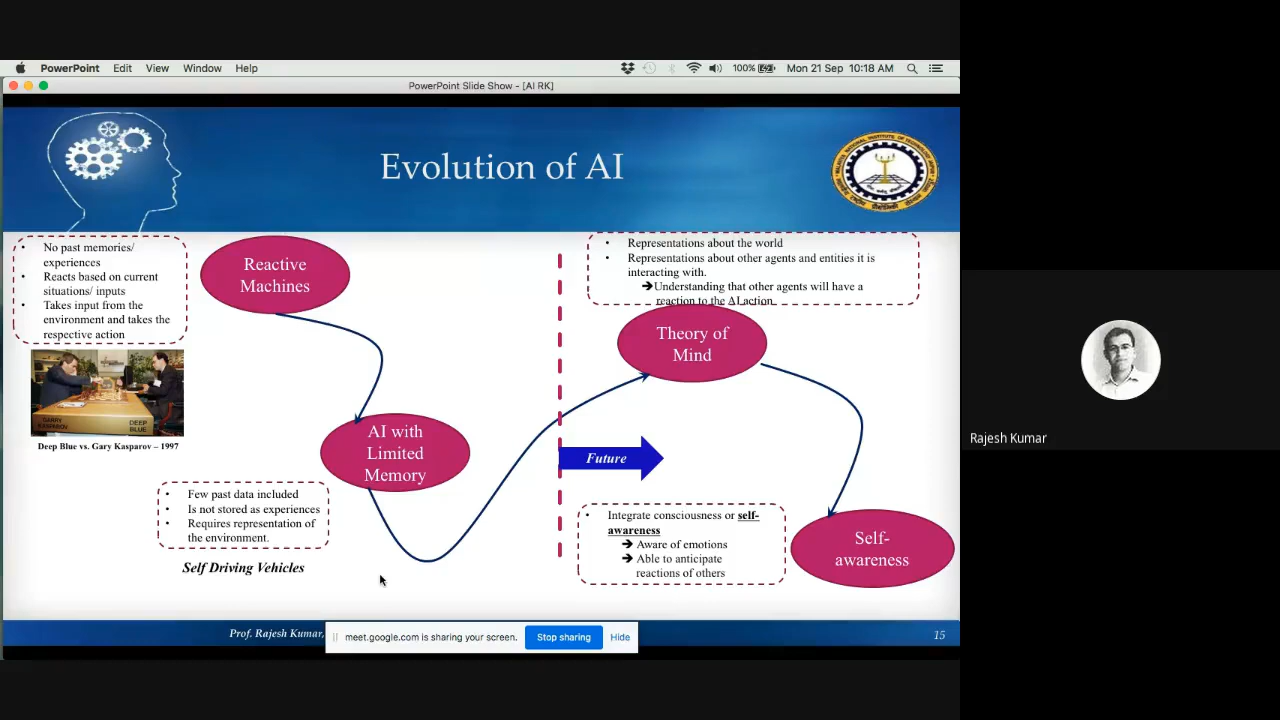 PowerPoint Edit View Window Help
100% Mon 21 Sep 10:18 AM
PowerPoint Slide Show - [AI RK]
Evolution of AI
• No past memories/
experiences
• Reacts based on current
situations/ inputs
• Takes input from the
environment and takes the
respective action
Reactive
Machines
GARRY
KASPAROV
DEEP
BLUE
Deep Blue vs. Gary Kasparov – 1997
AI with
Limited
Memory
• Few past data included
• Is not stored as experiences
• Requires representation of
the environment.
Self Driving Vehicles
• Representations about the world
• Representations about other agents and entities it is
interacting with.
➔Understanding that other agents will have a
reaction to the AI action
Theory of
Mind
Future
• Integrate consciousness or self-
awareness
➔ Aware of emotions
➔ Able to anticipate
reactions of others
Self-
awareness
Prof. Rajesh Kumar,
15
meet.google.com is sharing your screen. Stop sharing Hide
Rajesh Kumar